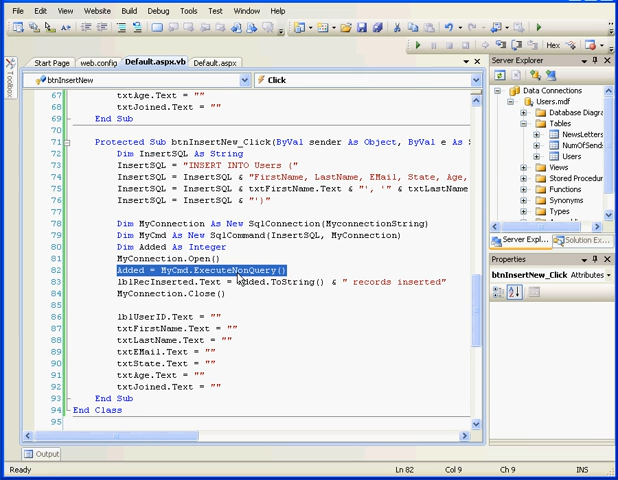 File Edit View Website Build Debug Tools Test Window Help
Hex
Start Page web.config Default.aspx.vb Default.aspx
btnInsertNew Click
Toolbox
67 txtAge.Text = ""
68 txtJoined.Text = ""
69 End Sub
70
71 Protected Sub btnInsertNew_Click(ByVal sender As Object, ByVal e As S
72 Dim InsertSQL As String
73 InsertSQL = "INSERT INTO Users ("
74 InsertSQL = InsertSQL & "FirstName, LastName, EMail, State, Age,
75 InsertSQL = InsertSQL & txtFirstName.Text & "', '" & txtLastName
76 InsertSQL = InsertSQL & "')"
78 Dim MyConnection As New SqlConnection(MyconnectionString)
79 Dim MyCmd As New SqlCommand(InsertSQL, MyConnection)
80 Dim Added As Integer
81 MyConnection.Open()
82 Added = MyCmd.ExecuteNonQuery()
83 lblRecInserted.Text = Added.ToString() & " records inserted"
84 MyConnection.Close()
86 lblUserID.Text = ""
87 txtFirstName.Text = ""
88 txtLastName.Text = ""
89 txtEMail.Text = ""
90 txtState.Text = ""
91 txtAge.Text = ""
92 txtJoined.Text = ""
93 End Sub
94 End Class
95
Server Explorer
Data Connections
Users.mdf
Database Diagra
Tables
NewsLetters
NumOfSends
Users
Views
Stored Procedure
Functions
Synonyms
Types
Server Expl... Solution Ex...
Properties
btnInsertNew_Click Attributes
Output
Ready Ln 82 Col 9 Ch 9 INS